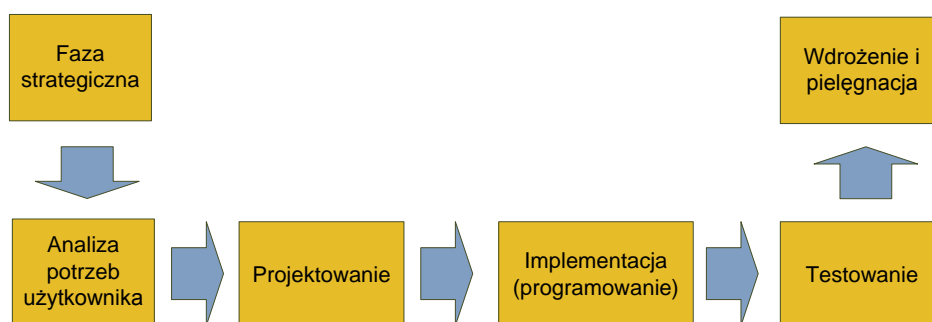 Faza
strategiczna
Analiza
potrzeb
użytkownika
Projektowanie
Implementacja
(programowanie)
Testowanie
Wdrożenie i
pielęgnacja